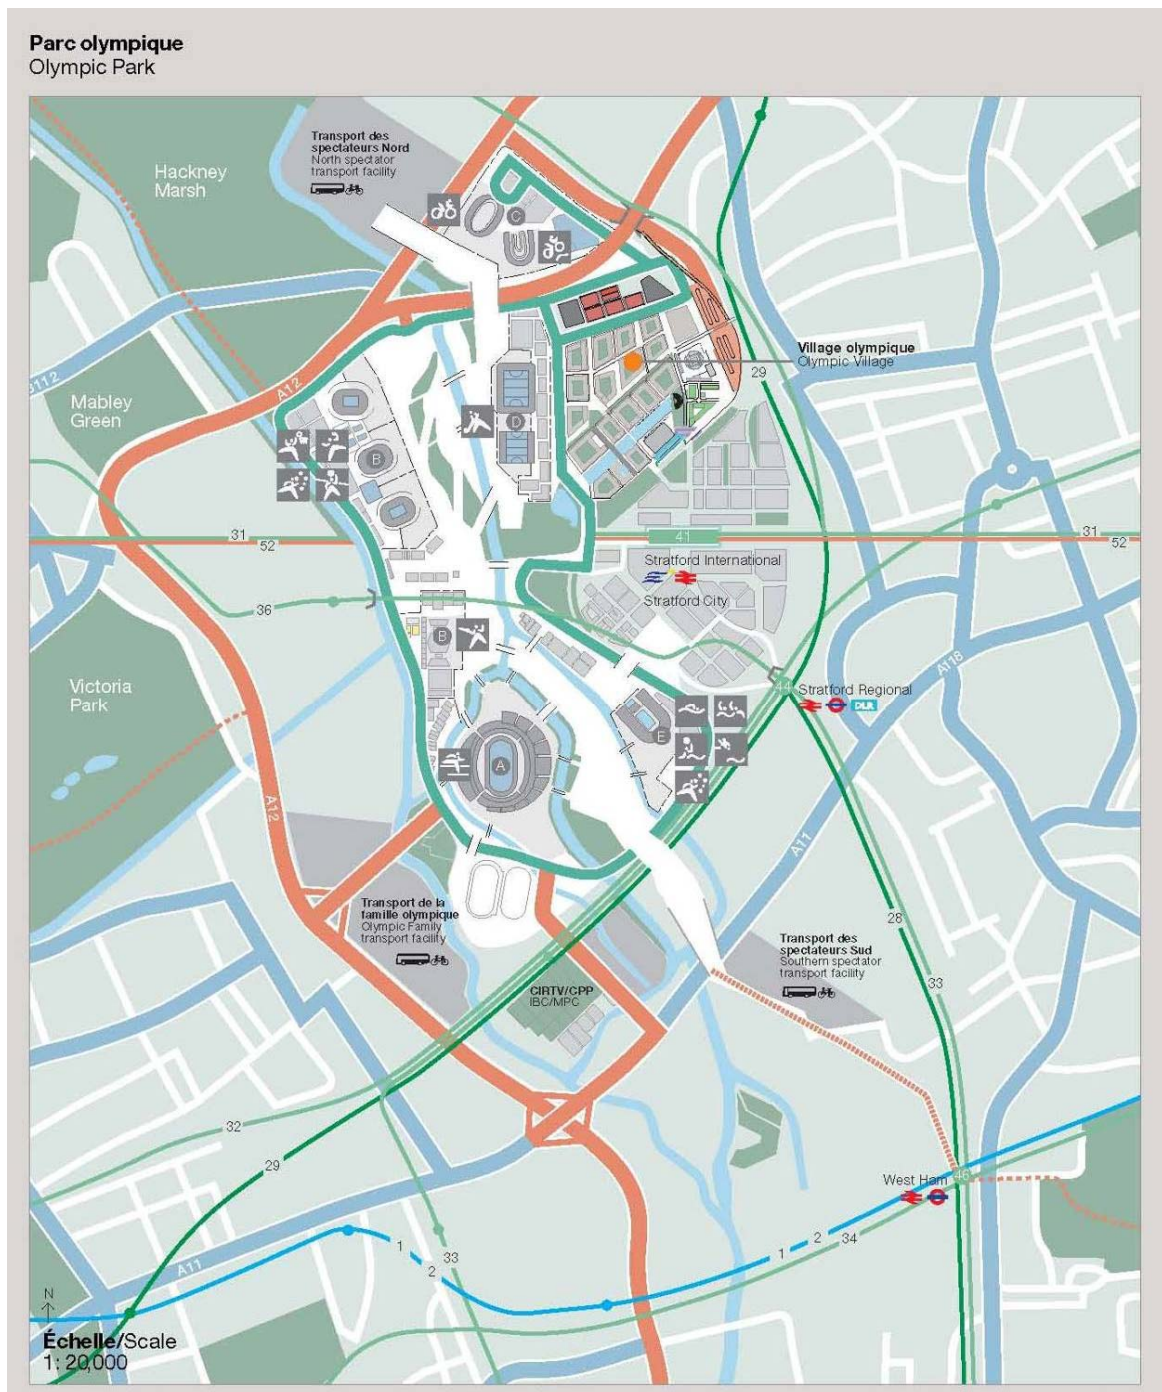 Parc olympique
Olympic Park
Transport des
spectateurs Nord
North spectator
transport facility
Hackney
Marsh
C
Village olympique
Olympic Village
29
B112
A12
Mabley
Green
D
B
31
52
41
31
52
Stratford International
Stratford City
36
B
A118
44
Stratford Regional
DLR
Victoria
Park
E
A
A12
A11
Transport de la
famille olympique
Olympic Family
transport facility
28
Transport des
spectateurs Sud
Southern spectator
transport facility
33
CIRTV/CPP
IBC/MPC
32
29
46
West Ham
1
2
33
1
2
34
A11
N
Échelle/Scale
1: 20,000